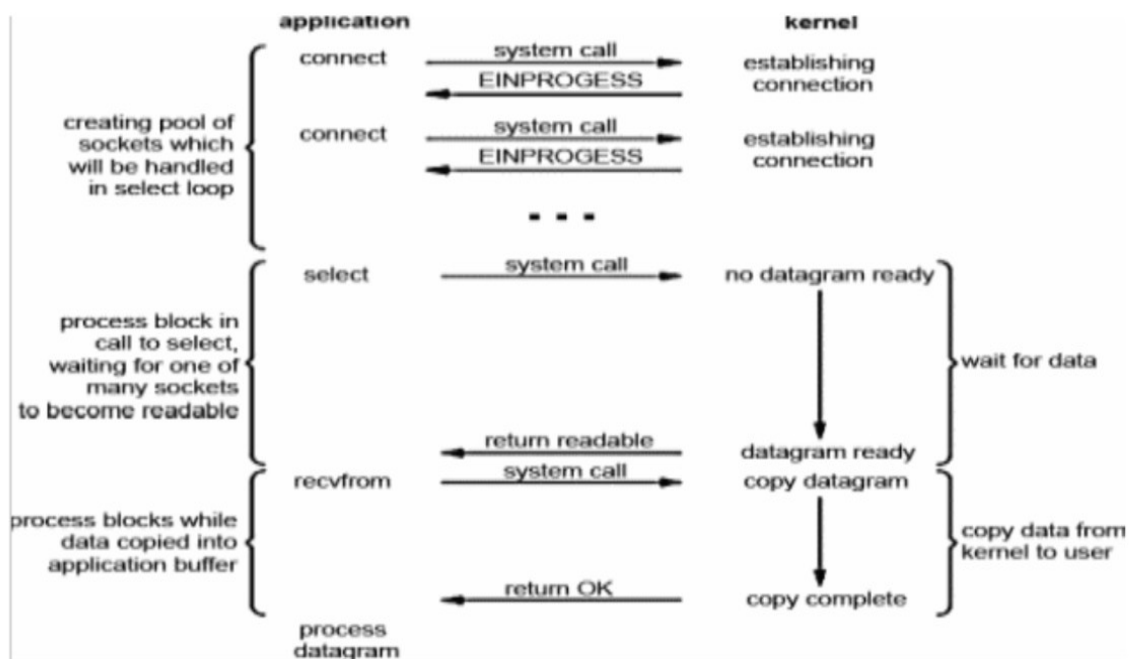 application
kernel
connect
system call
EINPROGESS
establishing
connection
creating pool of
sockets which
will be handled
in select loop
connect
system call
EINPROGESS
establishing
connection
- - -
select
system call
no datagram ready
process block in
call to select,
waiting for one of
many sockets
to become readable
wait for data
return readable
datagram ready
recvfrom
system call
copy datagram
process blocks while
data copied into
application buffer
copy data from
kernel to user
return OK
copy complete
process
datagram